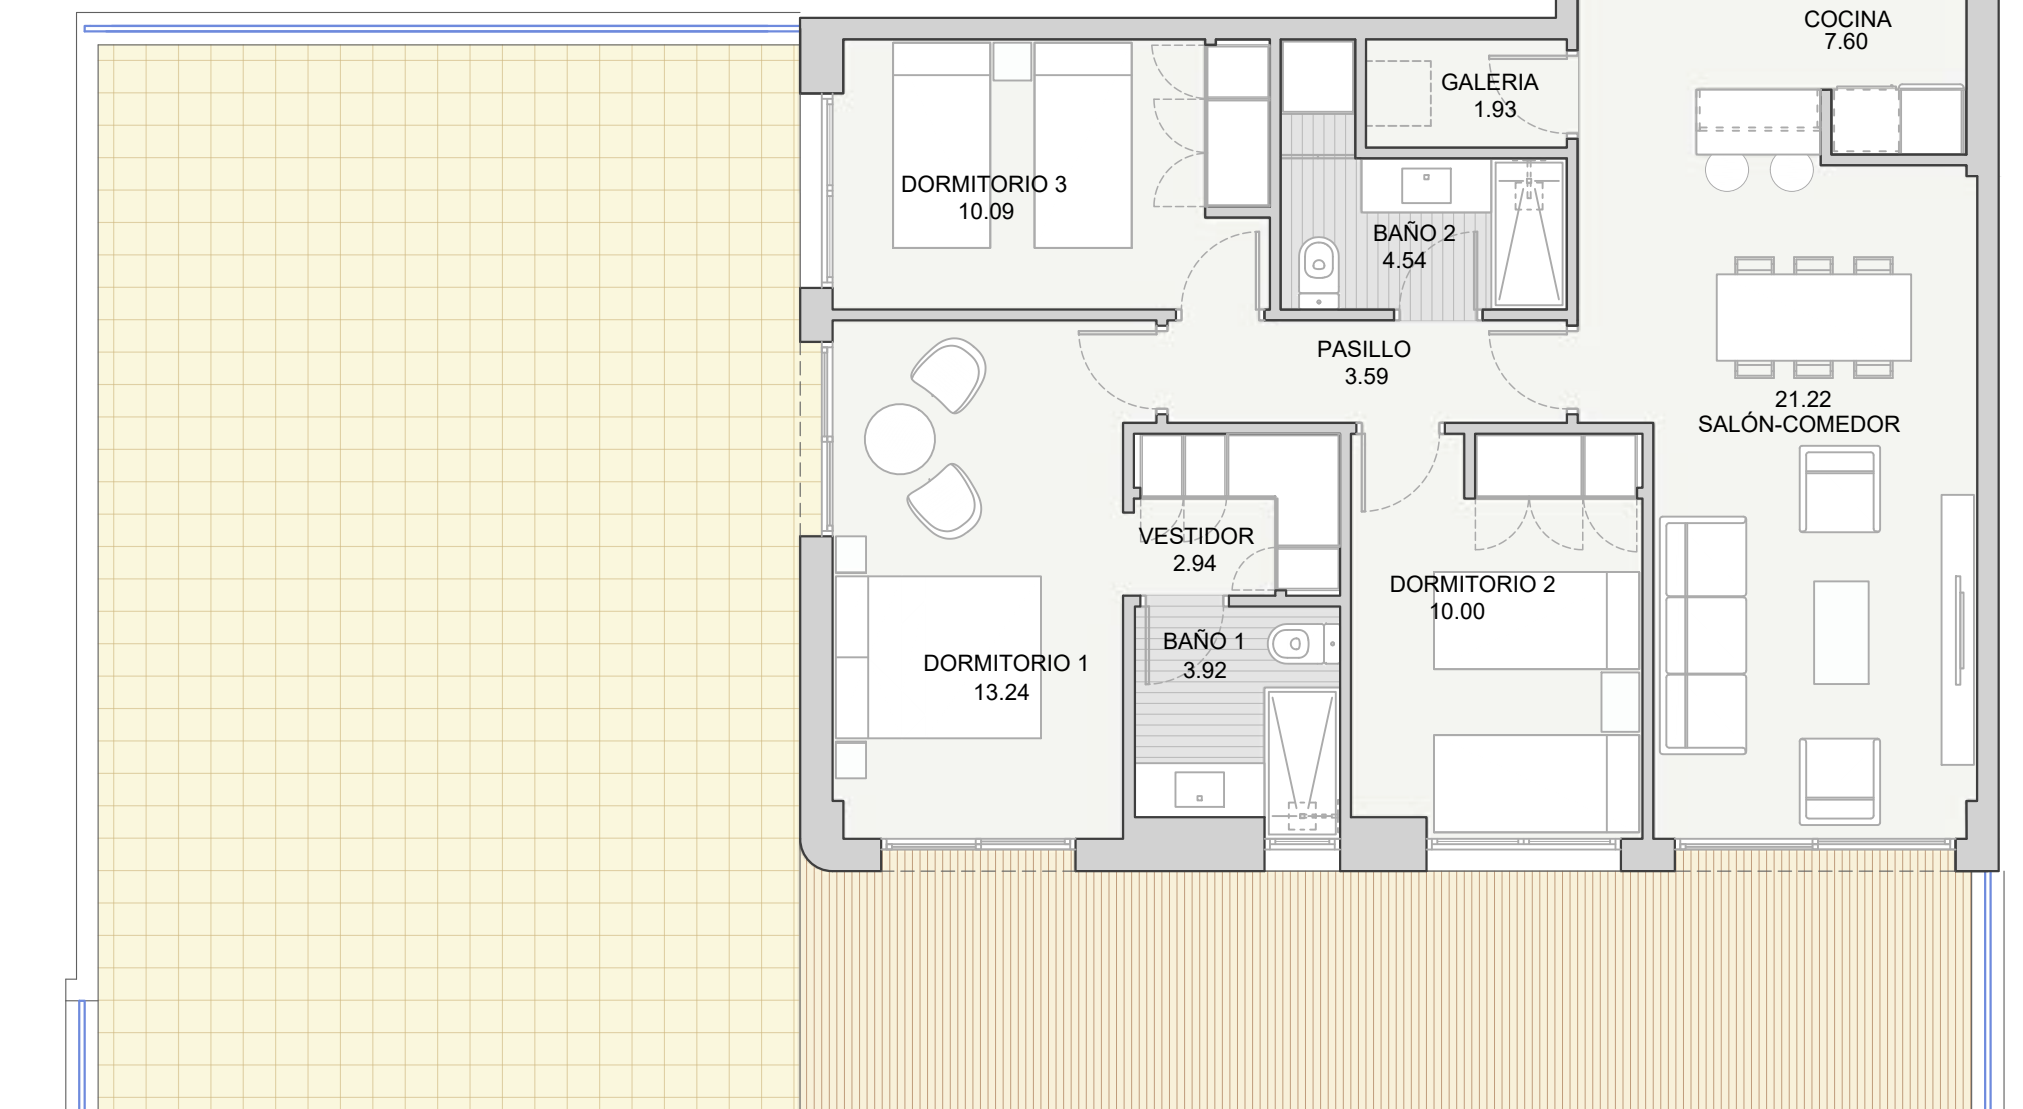 COCINA
7.60
GALERIA
1.93
DORMITORIO 3
10.09
BAÑO 2
4.54
PASILLO
3.59
21.22
SALÓN-COMEDOR
VESTIDOR
2.94
DORMITORIO 2
10.00
BAÑO 1
3.92
DORMITORIO 1
13.24